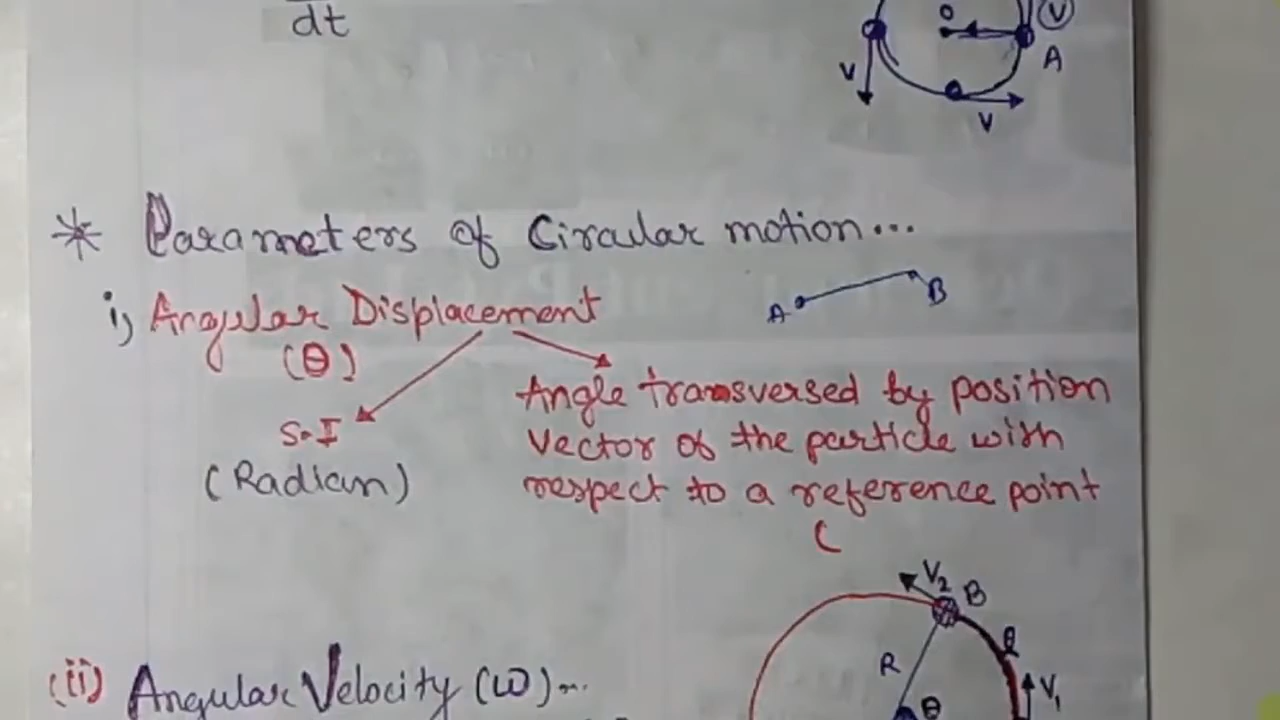 dt
O
V
A
V
V
* Parameters of Circular motion...
i) Angular Displacement
A B
(θ)
Angle transversed by position
S.I
vector of the particle with
(Radian)
respect to a reference point
(
V₂ B
R
V₁
θ
(ii) Angular Velocity (ω)...